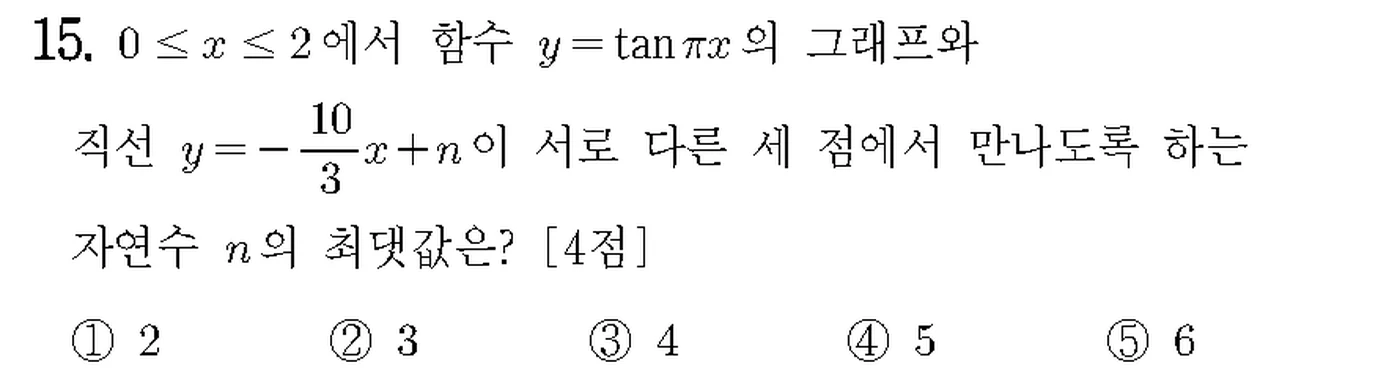 15. 0 ≤ x ≤ 2에서 함수 y = tan πx의 그래프와
직선 y = -\frac{10}{3}x + n이 서로 다른 세 점에서 만나도록 하는
자연수 n의 최댓값은? [4점]
① 2 ② 3 ③ 4 ④ 5 ⑤ 6